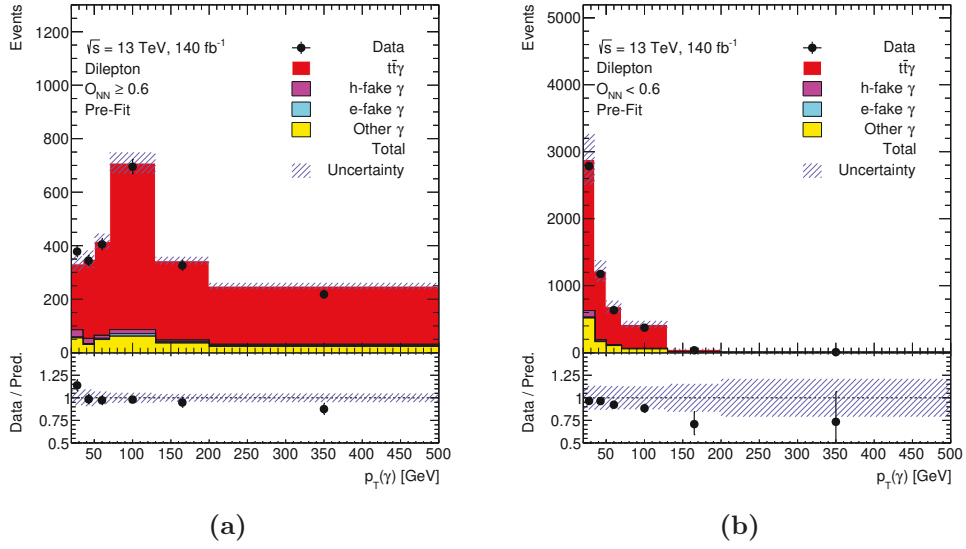 Events
1200
1000
800
600
400
200
0
√s = 13 TeV, 140 fb⁻¹
Dilepton
O_NN ≥ 0.6
Pre-Fit
Data
tt̄γ
h-fake γ
e-fake γ
Other γ
Total
Uncertainty
Data / Pred.
1.25
1
0.75
0.5
50 100 150 200 250 300 350 400 450 500
p_T(γ) [GeV]
(a)
Events
5000
4000
3000
2000
1000
0
√s = 13 TeV, 140 fb⁻¹
Dilepton
O_NN < 0.6
Pre-Fit
Data
tt̄γ
h-fake γ
e-fake γ
Other γ
Total
Uncertainty
Data / Pred.
1.25
1
0.75
0.5
50 100 150 200 250 300 350 400 450 500
p_T(γ) [GeV]
(b)